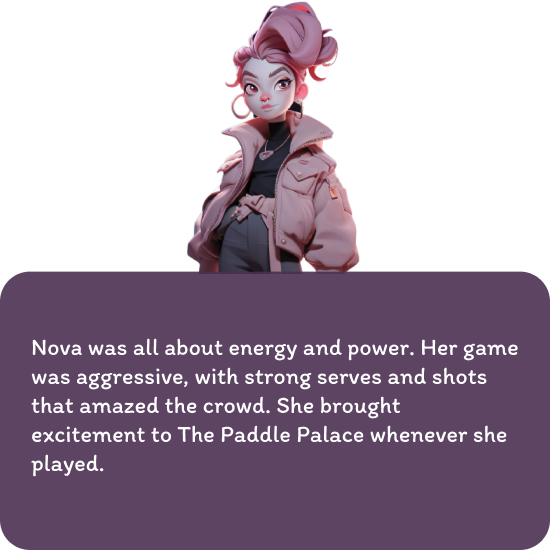 Nova was all about energy and power. Her game
was aggressive, with strong serves and shots
that amazed the crowd. She brought
excitement to The Paddle Palace whenever she
played.